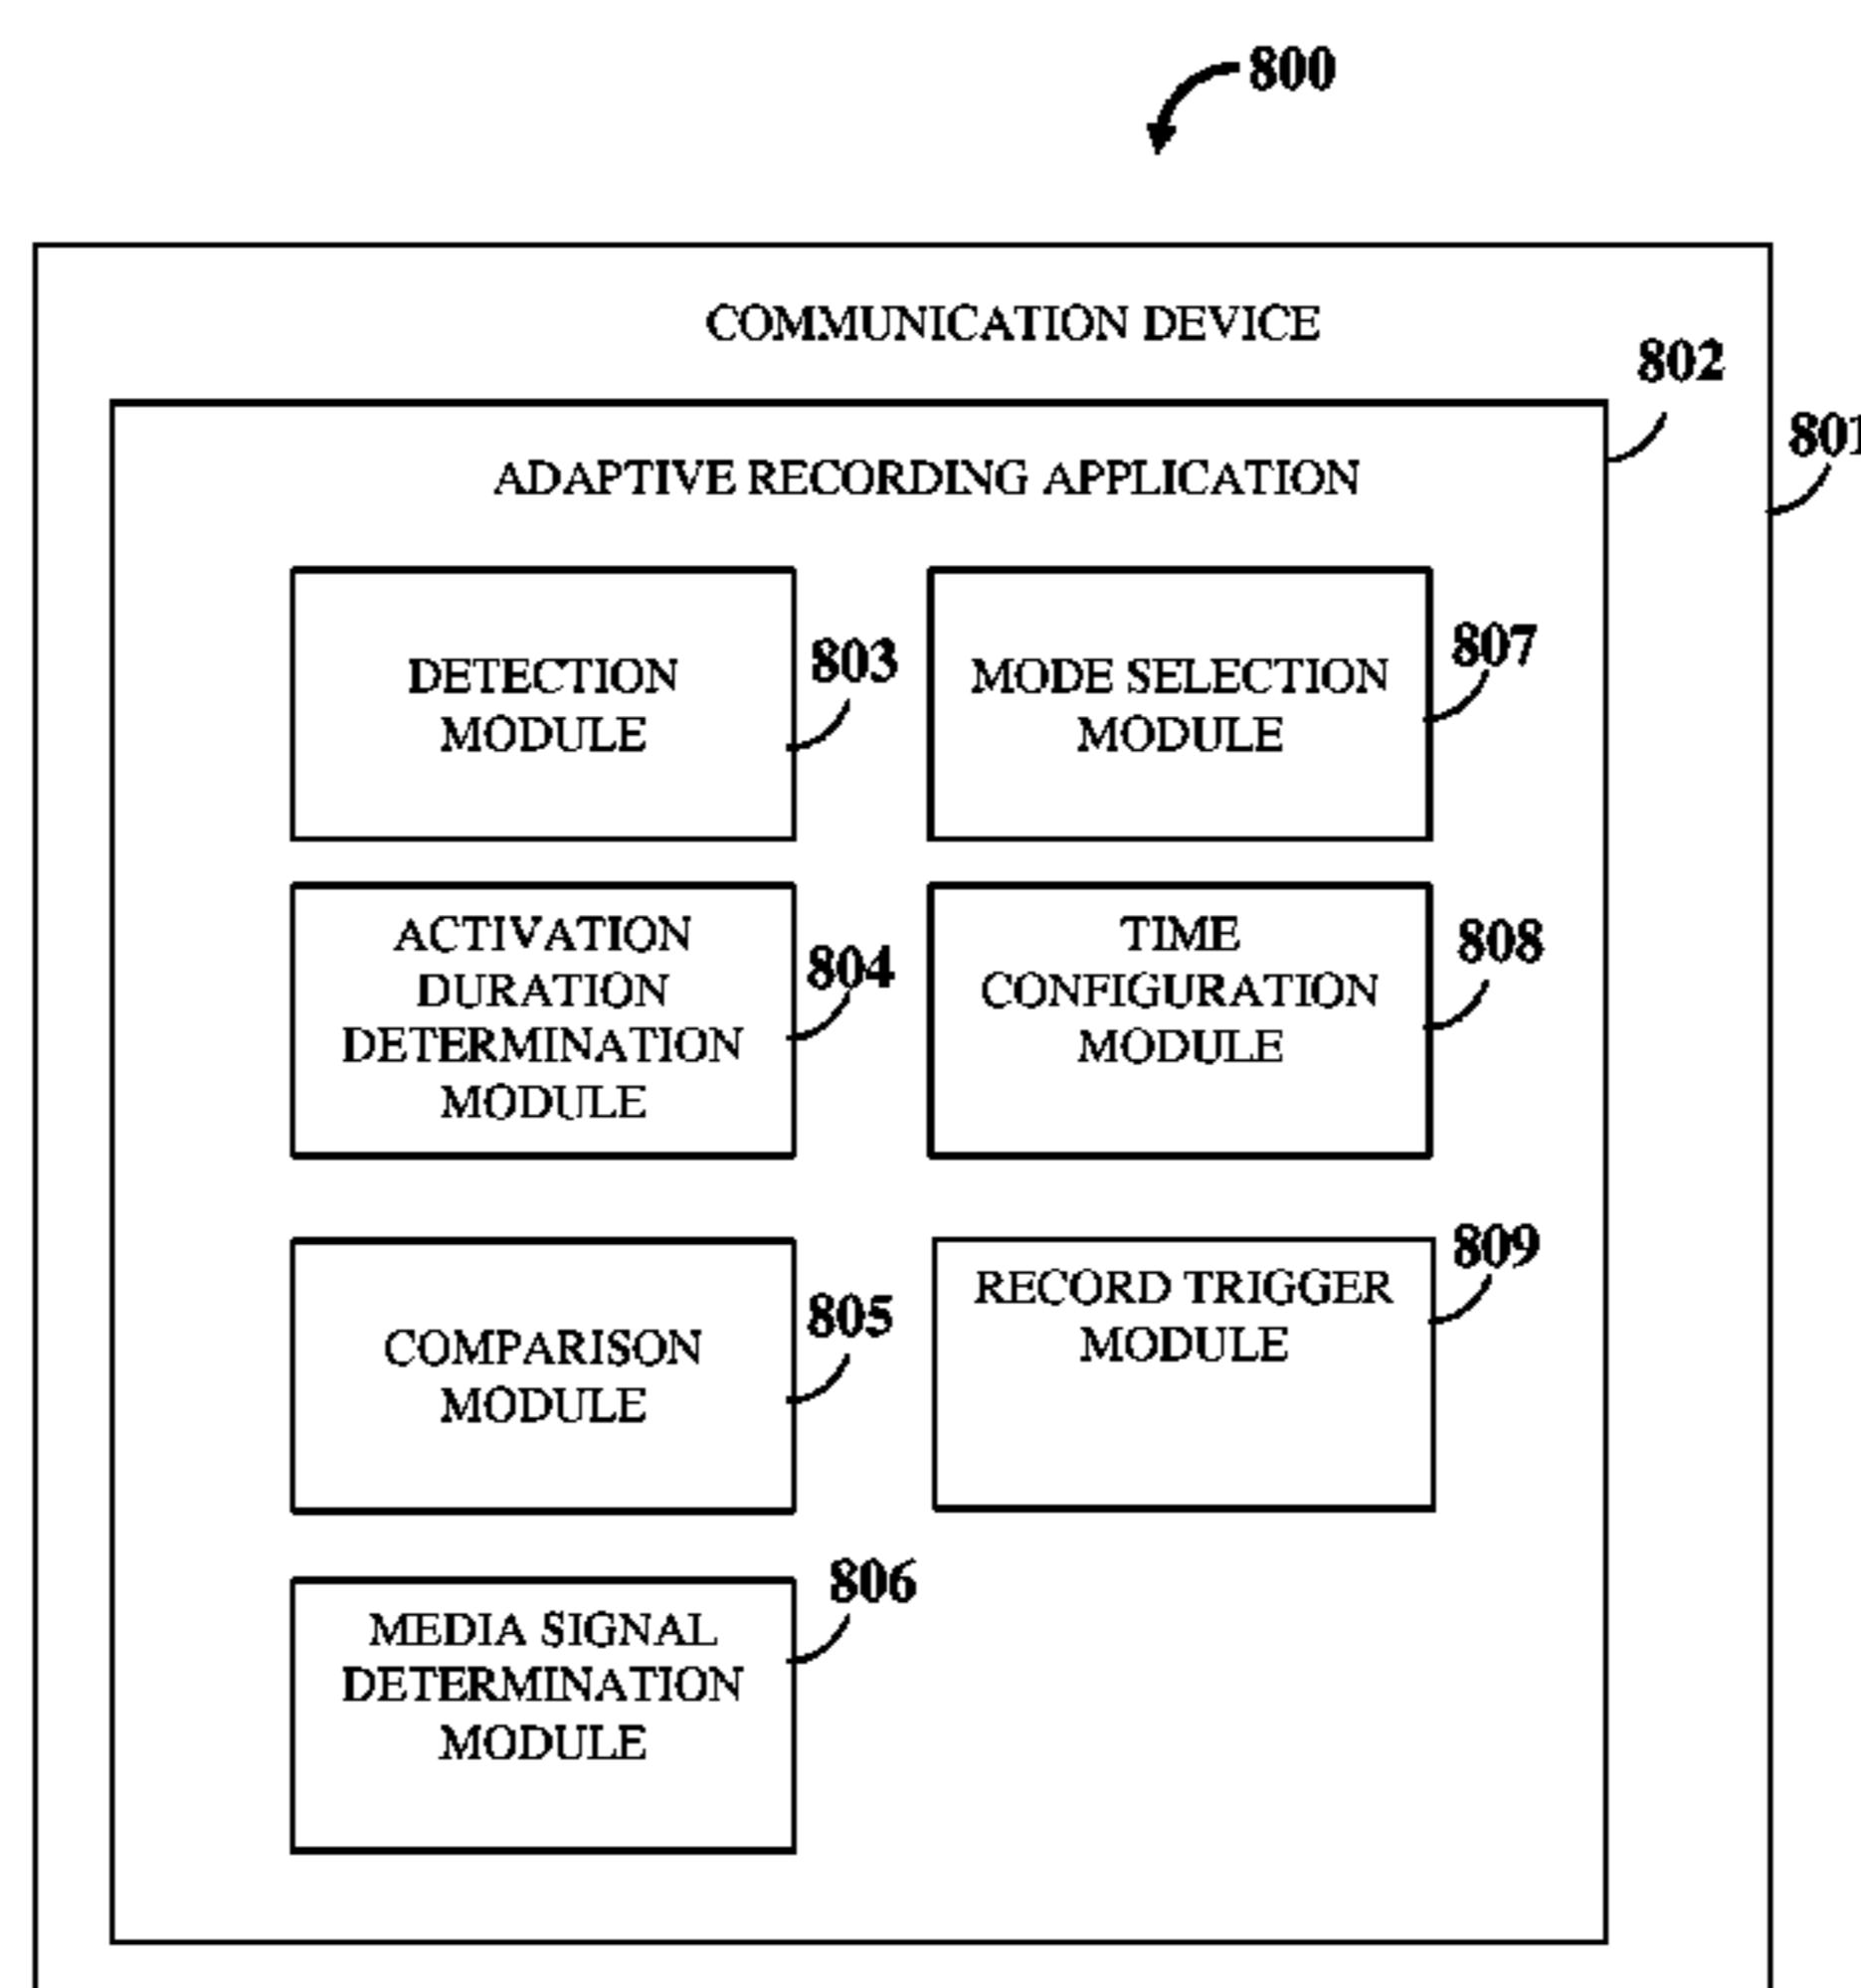 800
COMMUNICATION DEVICE
802
801
ADAPTIVE RECORDING APPLICATION
DETECTION
MODULE
803
MODE SELECTION
MODULE
807
ACTIVATION
DURATION
DETERMINATION
MODULE
804
TIME
CONFIGURATION
MODULE
808
COMPARISON
MODULE
805
RECORD TRIGGER
MODULE
809
MEDIA SIGNAL
DETERMINATION
MODULE
806